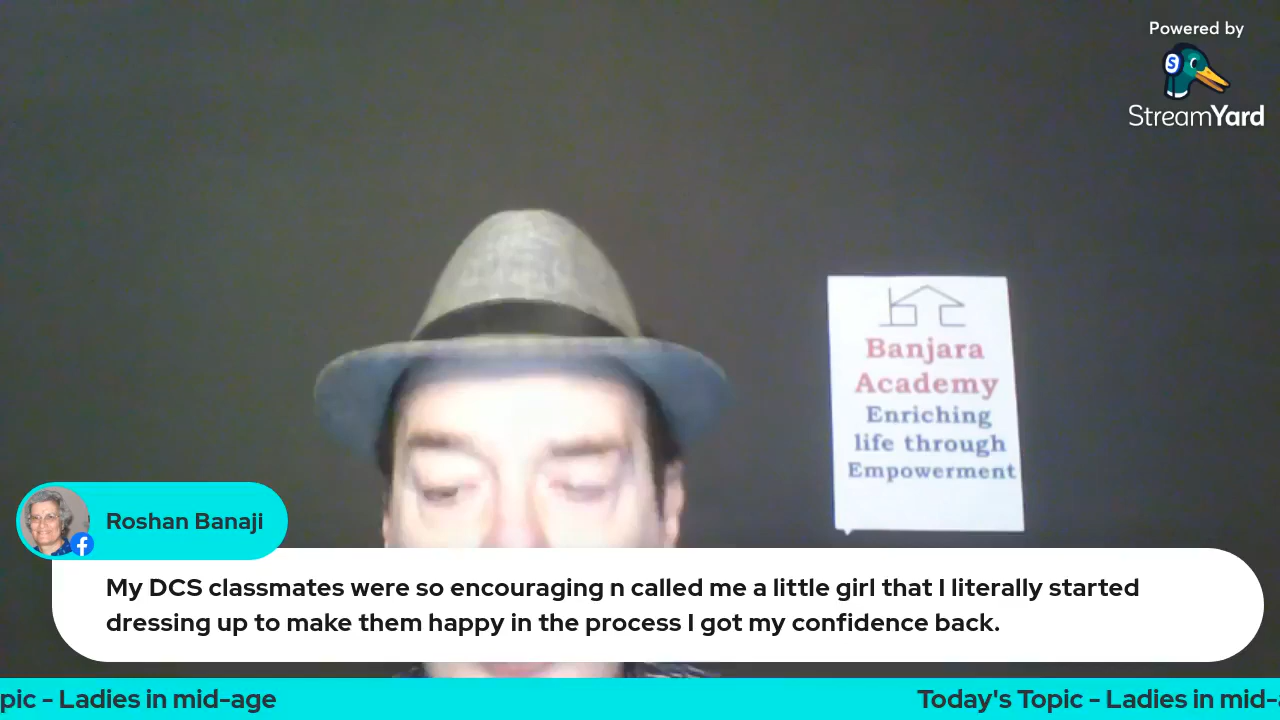 Powered by
S
StreamYard
Banjara
Academy
Enriching
life through
Empowerment
Roshan Banaji
My DCS classmates were so encouraging n called me a little girl that I literally started
dressing up to make them happy in the process I got my confidence back.
pic - Ladies in mid-age
Today's Topic - Ladies in mid-a